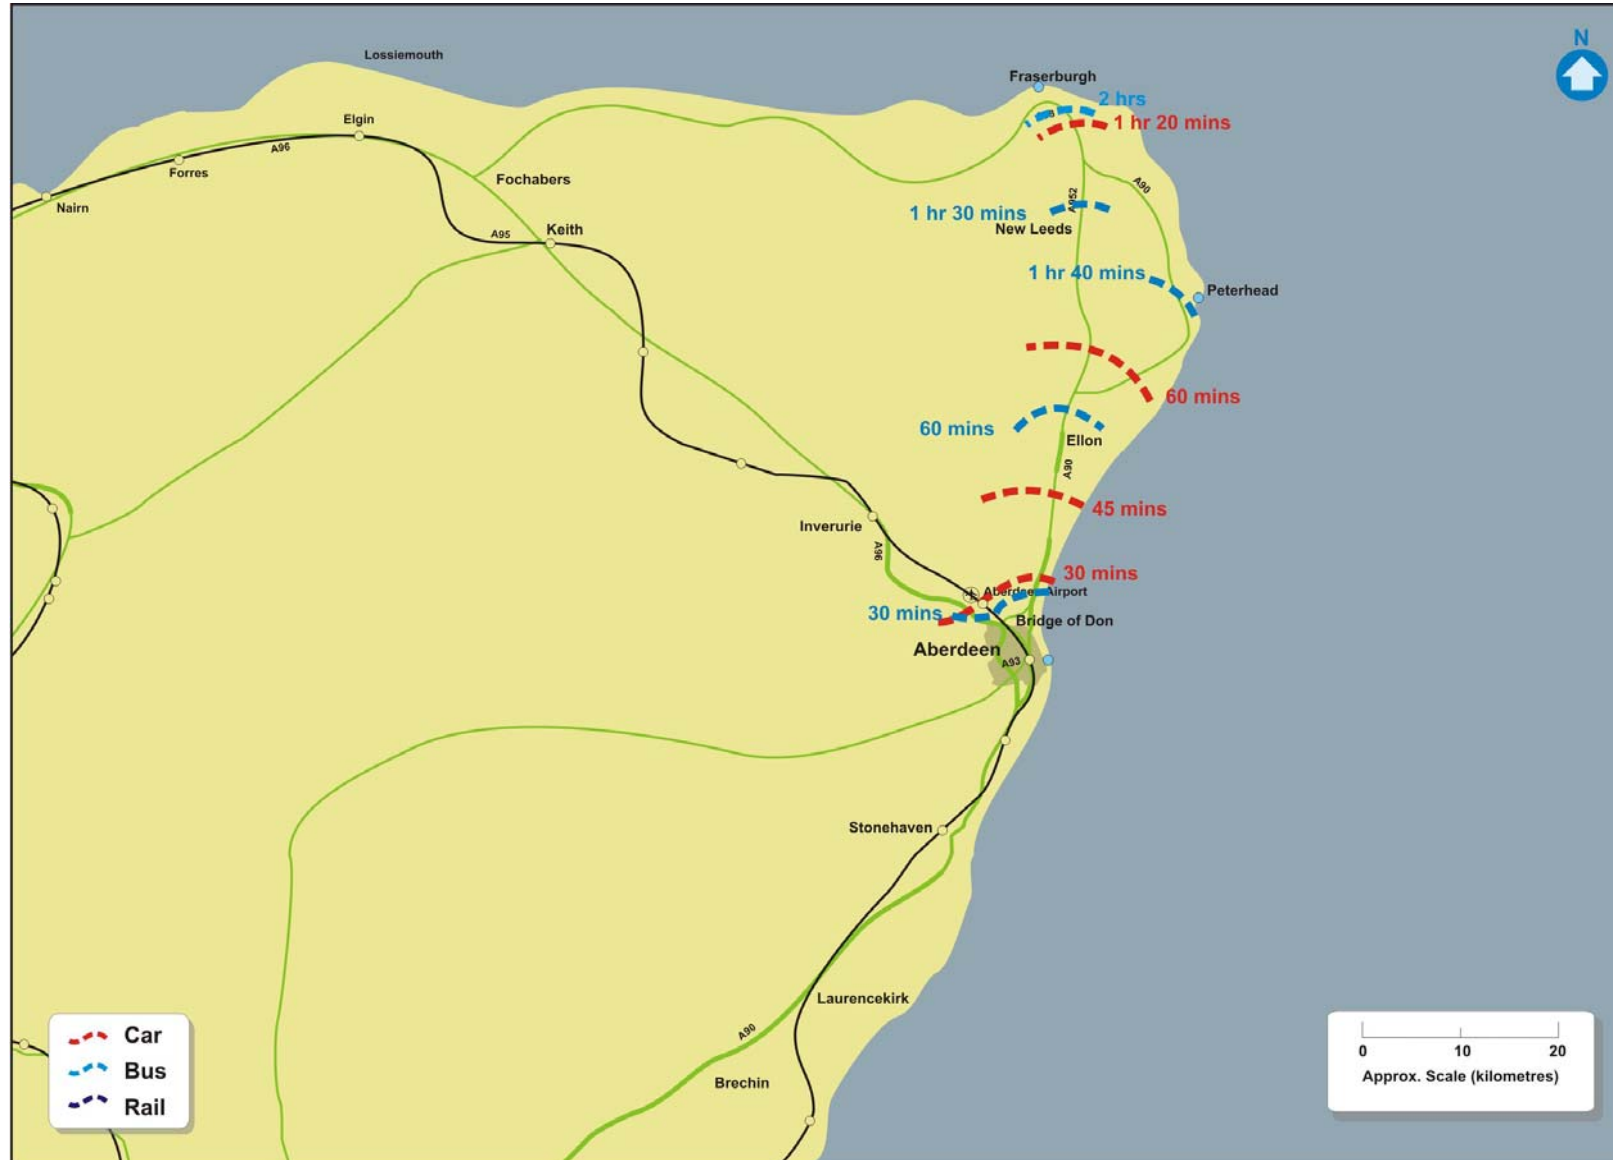 Lossiemouth
N
Fraserburgh
2 hrs
1 hr 20 mins
Elgin
A96
Forres
Fochabers
A90
Nairn
A952
1 hr 30 mins
New Leeds
Keith
A95
1 hr 40 mins
Peterhead
60 mins
60 mins
Ellon
A90
45 mins
Inverurie
A96
30 mins
Aberdeen Airport
30 mins
Bridge of Don
Aberdeen
A93
Stonehaven
Laurencekirk
A90
Brechin
Car
Bus
Rail
0 10 20
Approx. Scale (kilometres)